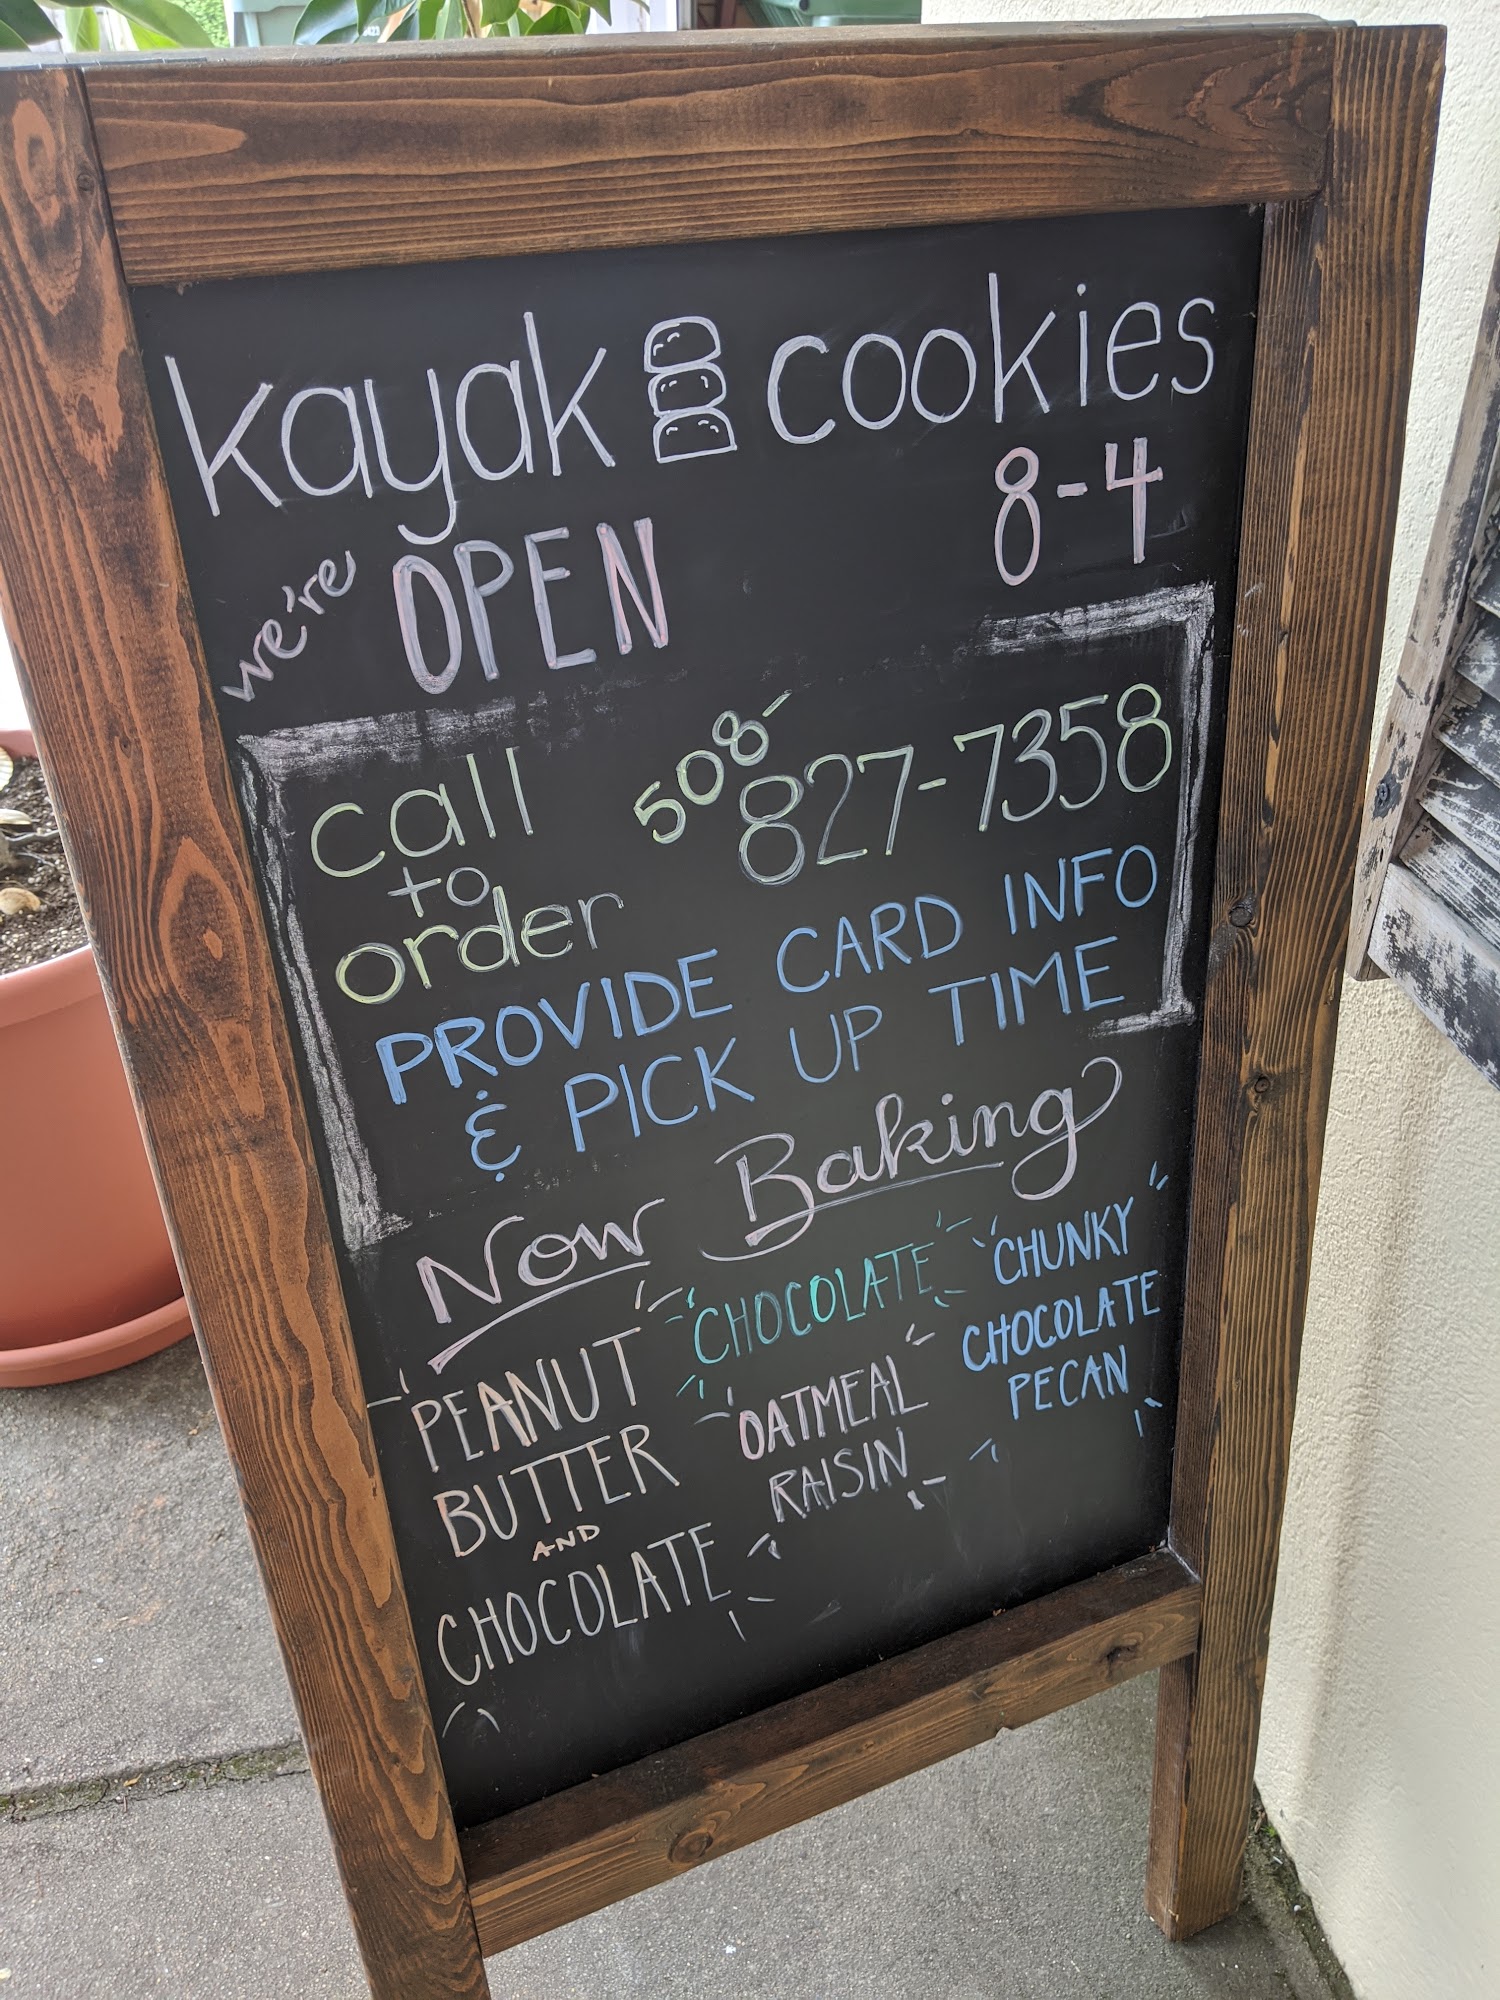 kayak cookies
8-4
we're OPEN
call to order
508-
827-7358
PROVIDE CARD INFO
& PICK UP TIME
Now Baking
PEANUT
BUTTER
AND
CHOCOLATE
CHOCOLATE
OATMEAL
RAISIN
CHUNKY
CHOCOLATE
PECAN